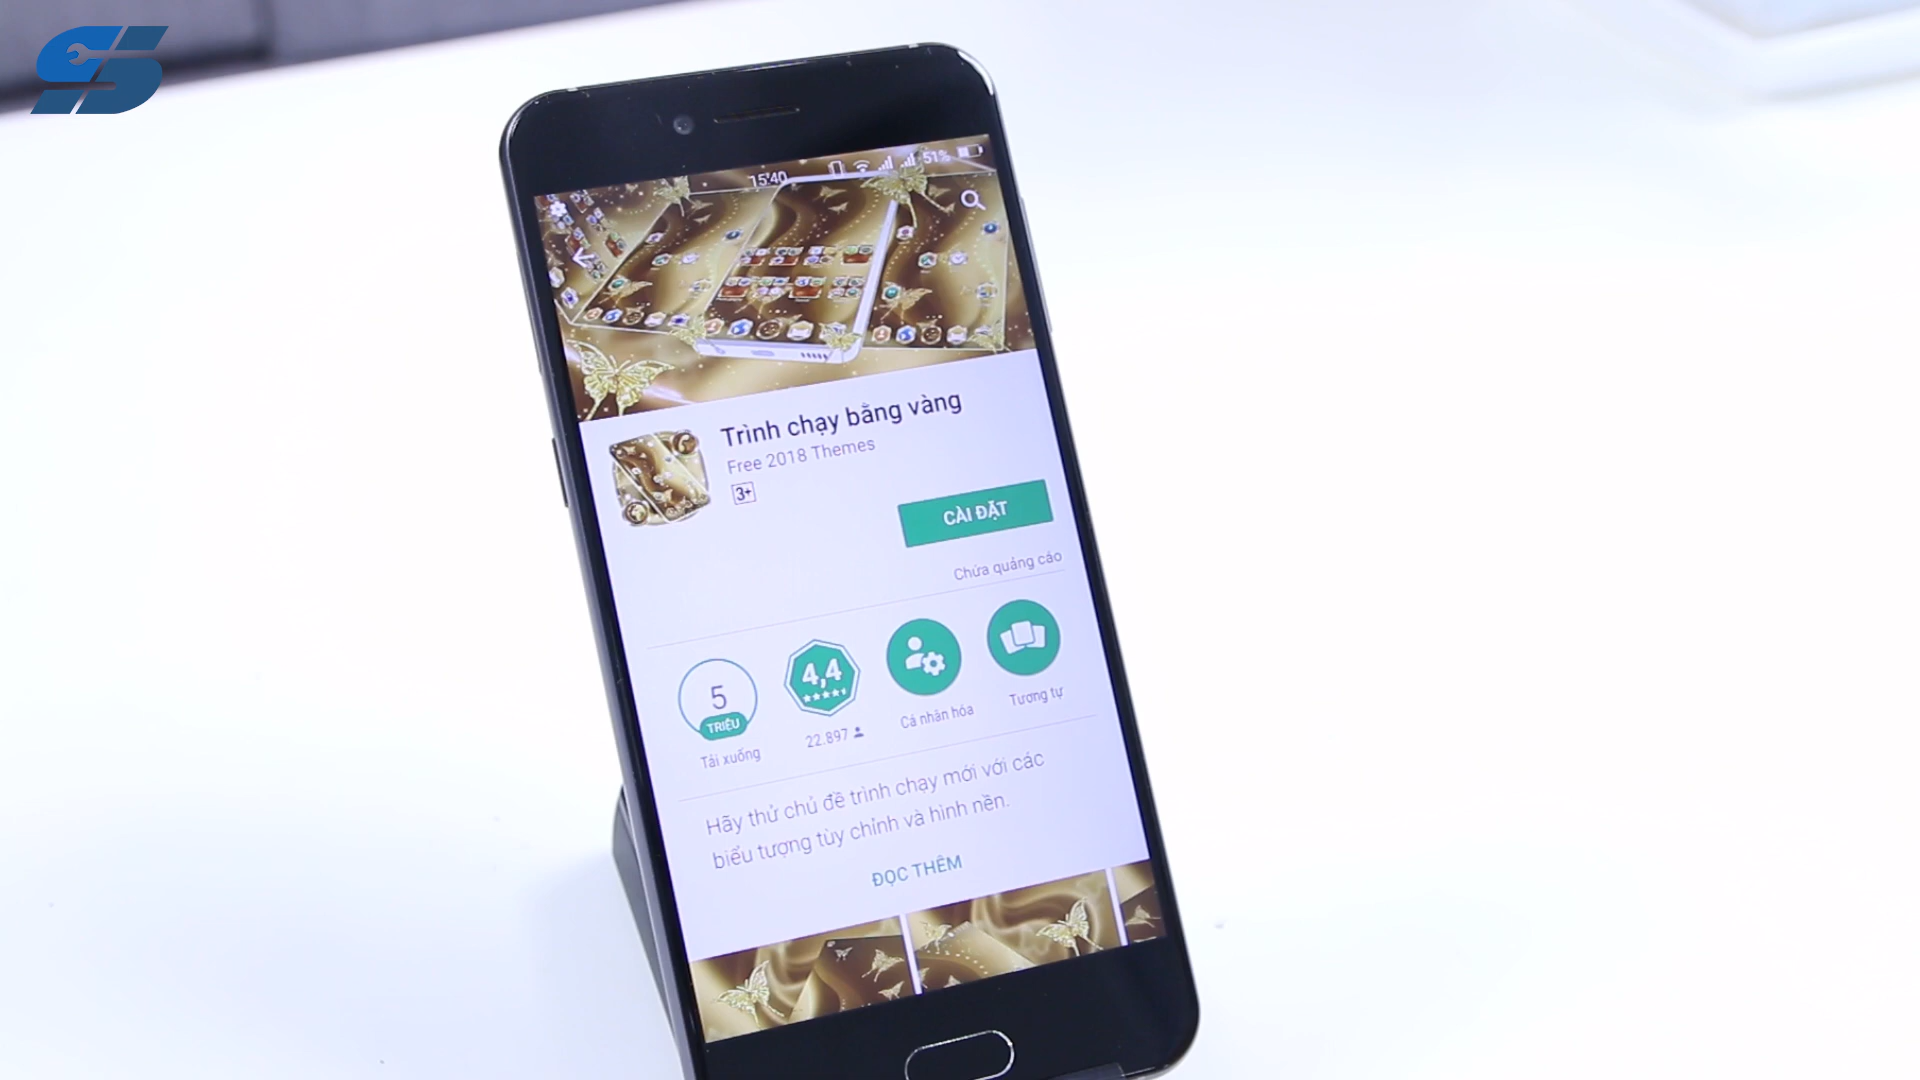 15:40 51%
Trình chạy bằng vàng
Free 2018 Themes
3+
CÀI ĐẶT
Chứa quảng cáo
5
TRIỆU
Tải xuống
4,4
22.897
Cá nhân hóa
Tương tự
Hãy thử chủ đề trình chạy mới với các
biểu tượng tùy chỉnh và hình nền.
ĐỌC THÊM